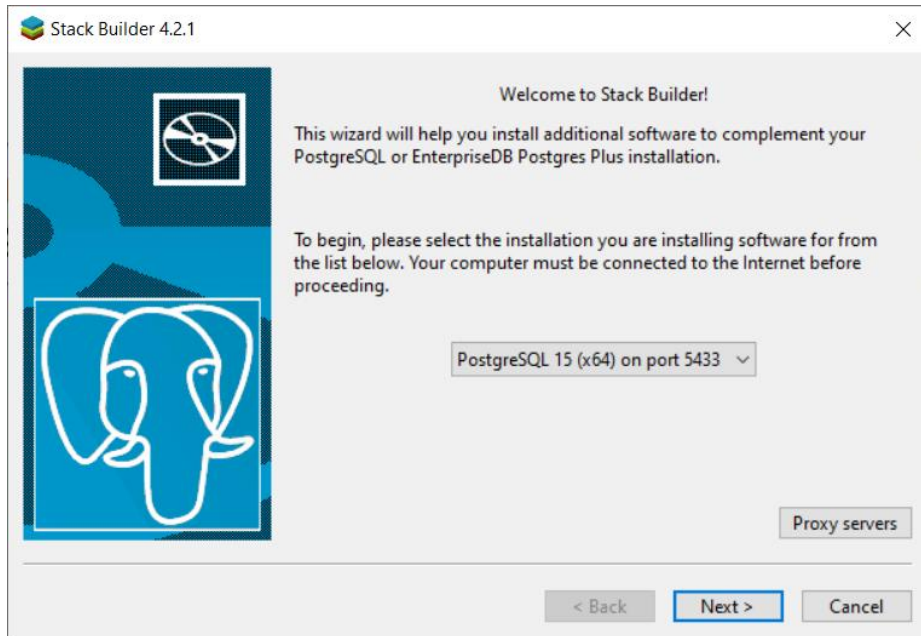 Stack Builder 4.2.1
Welcome to Stack Builder!
This wizard will help you install additional software to complement your
PostgreSQL or EnterpriseDB Postgres Plus installation.
To begin, please select the installation you are installing software for from
the list below. Your computer must be connected to the Internet before
proceeding.
PostgreSQL 15 (x64) on port 5433
Proxy servers
< Back
Next >
Cancel